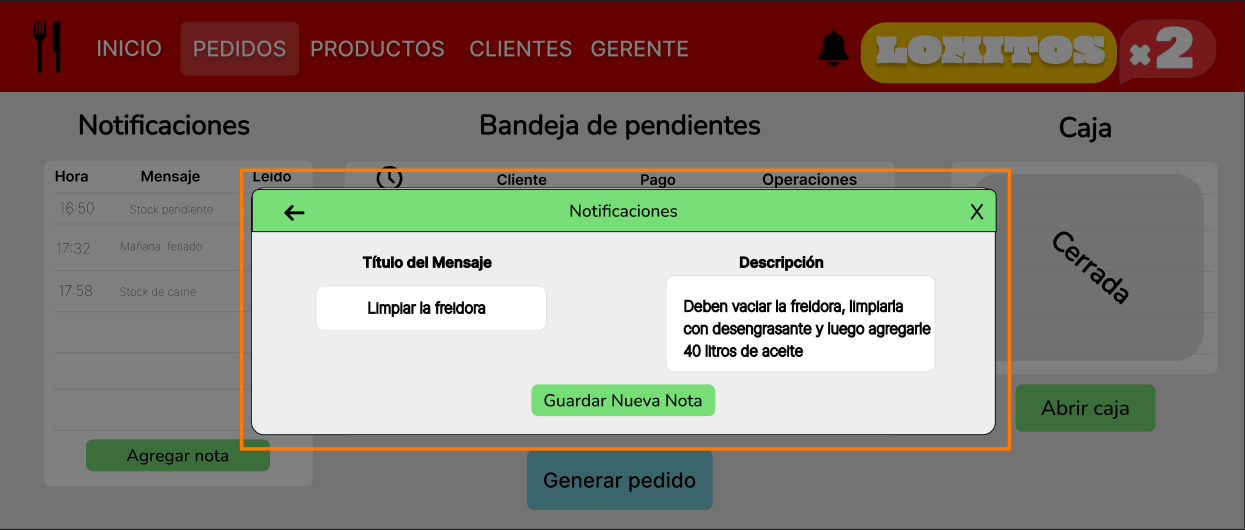 INICIO PEDIDOS PRODUCTOS CLIENTES GERENTE LOMITOS x2
Notificaciones Bandeja de pendientes Caja
Hora Mensaje Leido Cliente Pago Operaciones
16:50 Stock pendiente
17:32 Mañana feriado
17:58 Stock de carne
Notificaciones X
Título del Mensaje Descripción
Limpiar la freidora
Deben vaciar la freidora, limpiarla
con desengrasante y luego agregarle
40 litros de aceite
Guardar Nueva Nota
Cerrada
Abrir caja
Agregar nota
Generar pedido